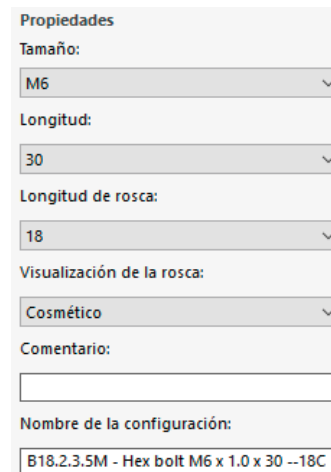 Propiedades
Tamaño:
M6
Longitud:
30
Longitud de rosca:
18
Visualización de la rosca:
Cosmético
Comentario:
Nombre de la configuración:
B18.2.3.5M - Hex bolt M6 x 1.0 x 30 --18C